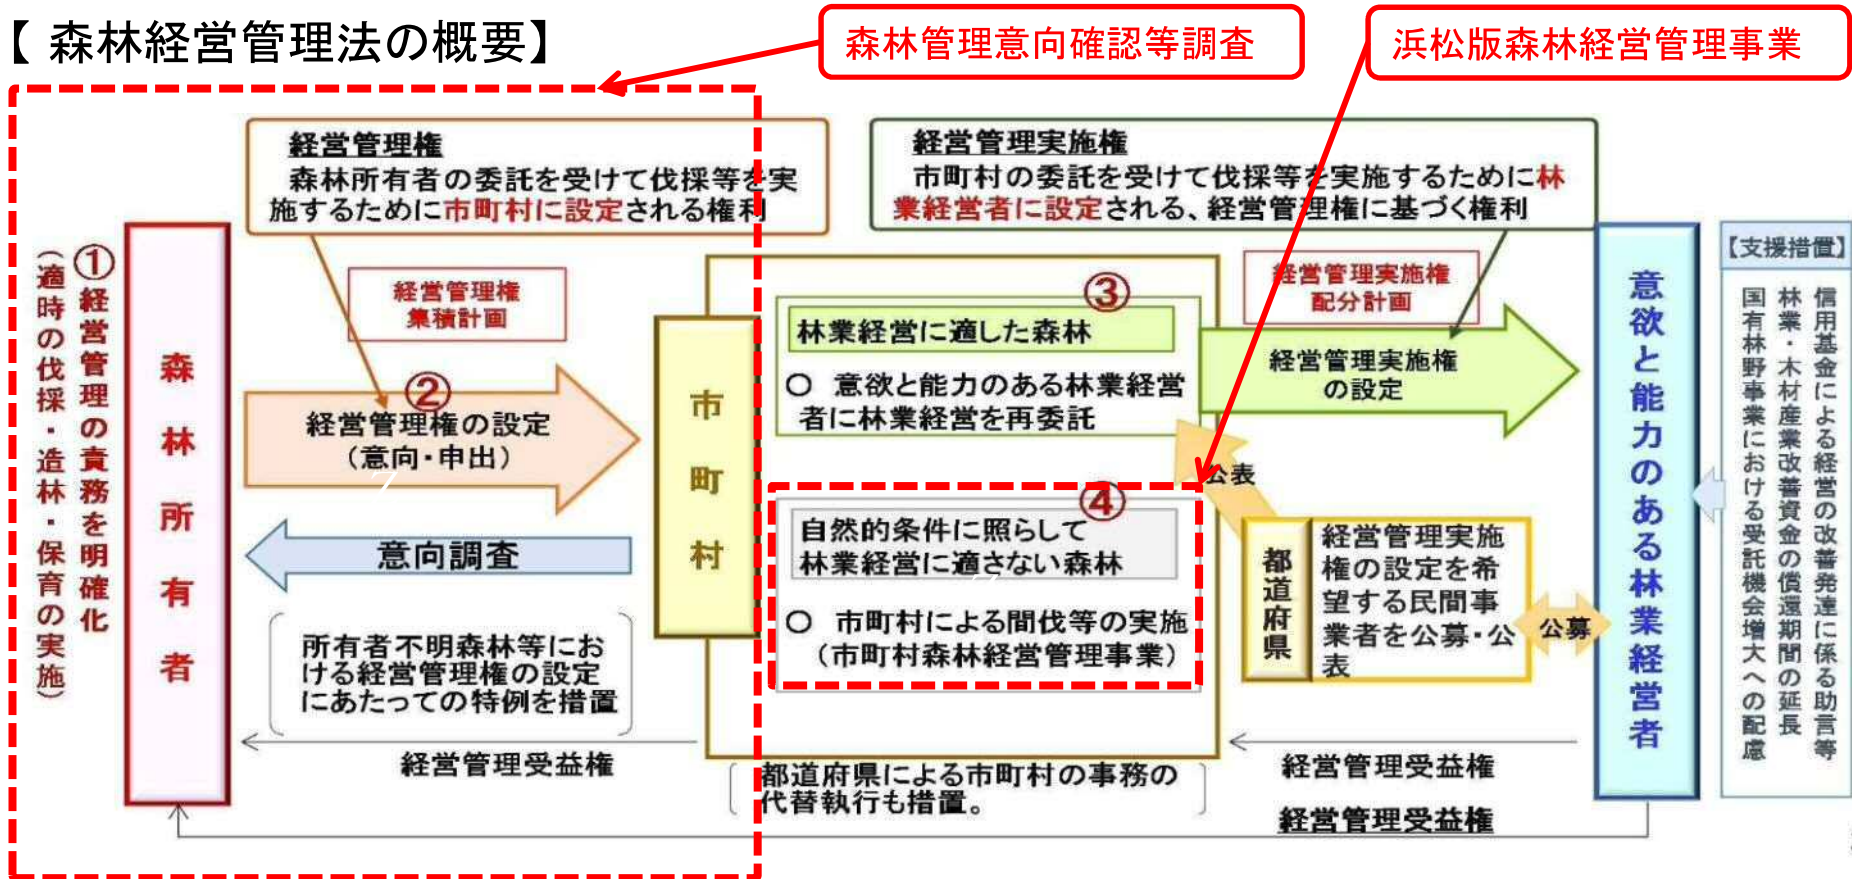 【 森林経営管理法の概要】
森林管理意向確認等調査
浜松版森林経営管理事業
経営管理権
森林所有者の委託を受けて伐採等を実
施するために市町村に設定される権利
経営管理実施権
市町村の委託を受けて伐採等を実施するために林
業経営者に設定される、経営管理権に基づく権利
①経営管理の責務を明確化
（適時の伐採・造林・保育の実施）
森林所有者
経営管理権
集積計画
②
経営管理権の設定
（意向・申出）
意向調査
所有者不明森林等にお
ける経営管理権の設定
にあたっての特例を措置
経営管理受益権
市町村
③
林業経営に適した森林
○ 意欲と能力のある林業経営
者に林業経営を再委託
④
自然的条件に照らして
林業経営に適さない森林
○ 市町村による間伐等の実施
（市町村森林経営管理事業）
都道府県による市町村の事務の
代替執行も措置。
経営管理実施権
配分計画
経営管理実施権
の設定
公表
都道府県
経営管理実施
権の設定を希
望する民間事
業者を公募・公
表
公募
経営管理受益権
経営管理受益権
意欲と能力のある林業経営者
【支援措置】
信用基金による経営の改善発達に係る助言等
林業・木材産業改善資金の償還期間の延長
国有林野事業における受託機会増大への配慮